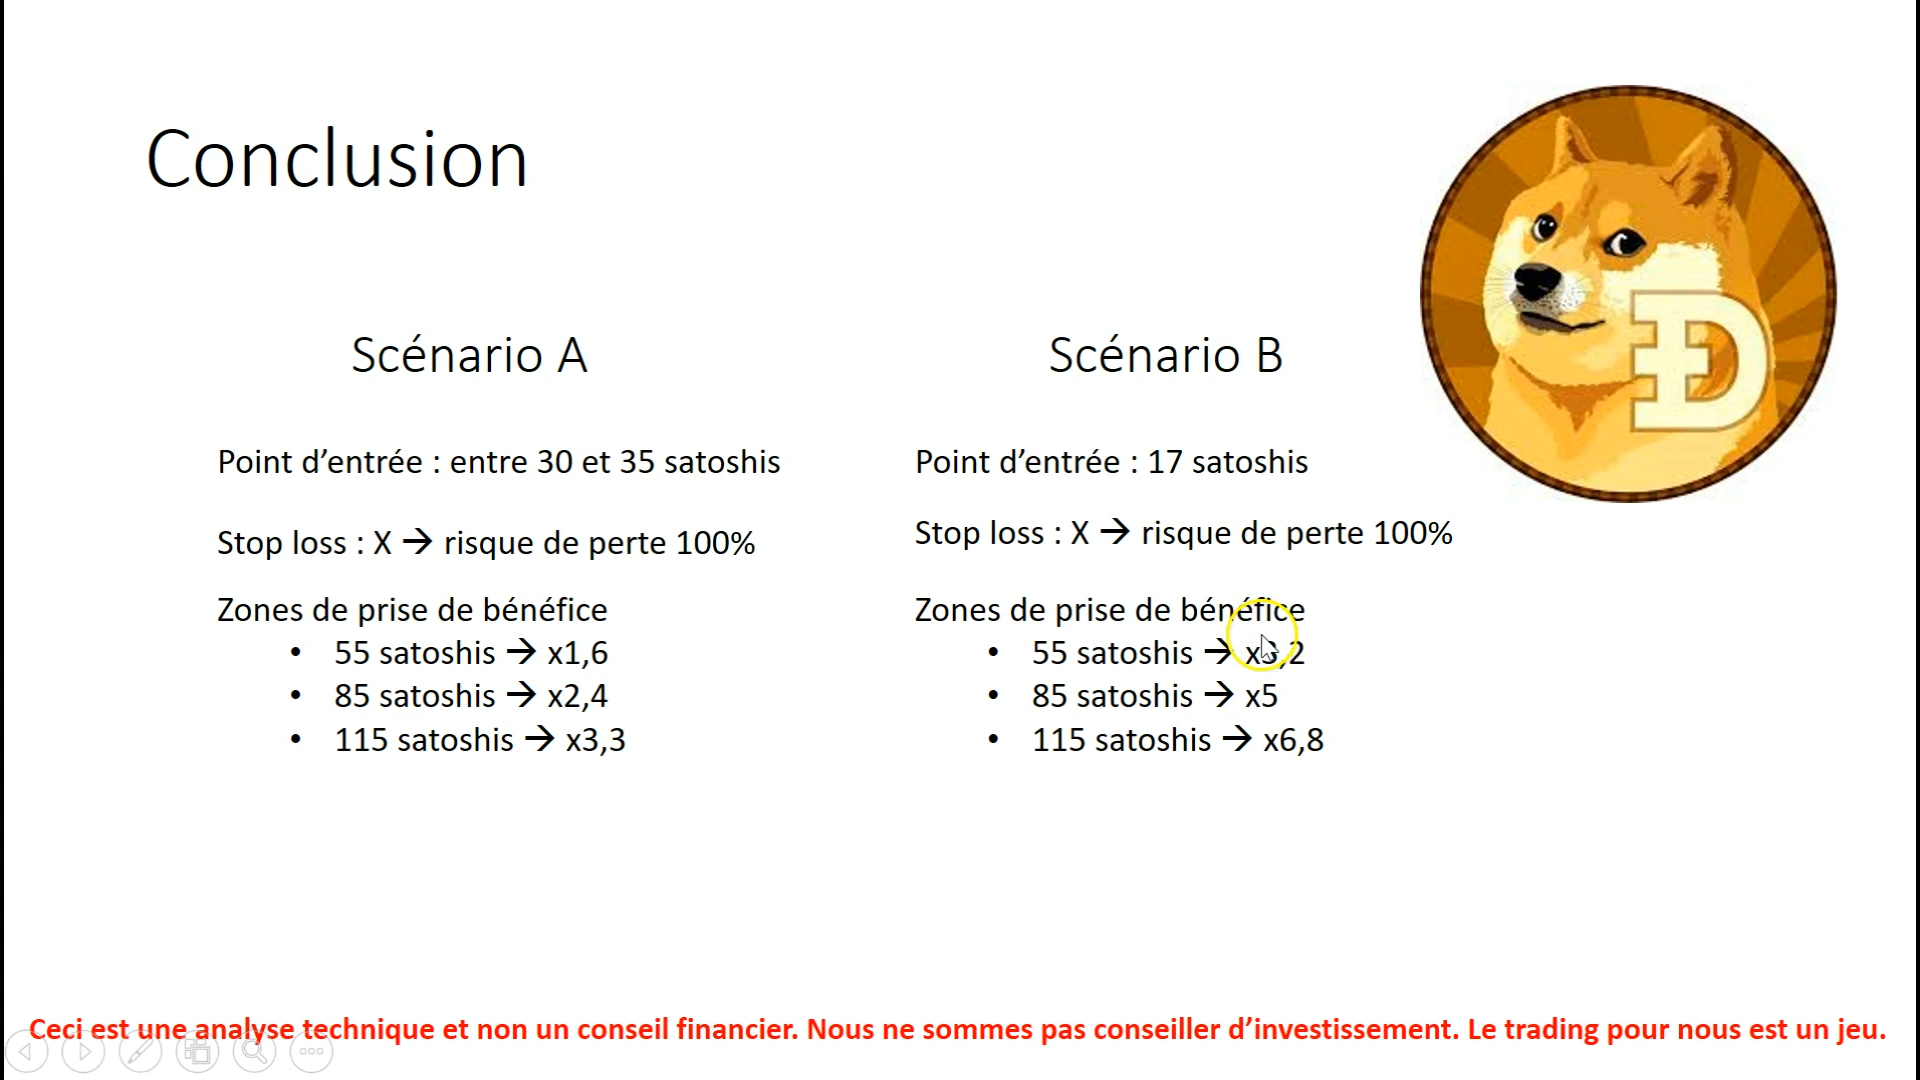 Conclusion
Scénario A
Point d’entrée : entre 30 et 35 satoshis
Stop loss : X → risque de perte 100%
Zones de prise de bénéfice
• 55 satoshis → x1,6
• 85 satoshis → x2,4
• 115 satoshis → x3,3
Scénario B
Point d’entrée : 17 satoshis
Stop loss : X → risque de perte 100%
Zones de prise de bénéfice
• 55 satoshis → x3,2
• 85 satoshis → x5
• 115 satoshis → x6,8
Ð
Ceci est une analyse technique et non un conseil financier. Nous ne sommes pas conseiller d’investissement. Le trading pour nous est un jeu.